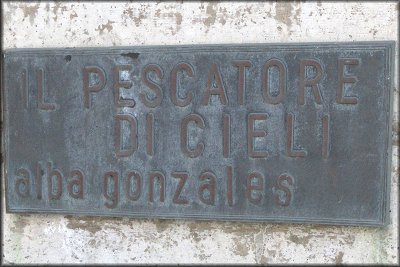 IL PESCATORE
DI CIELI
alba gonzales